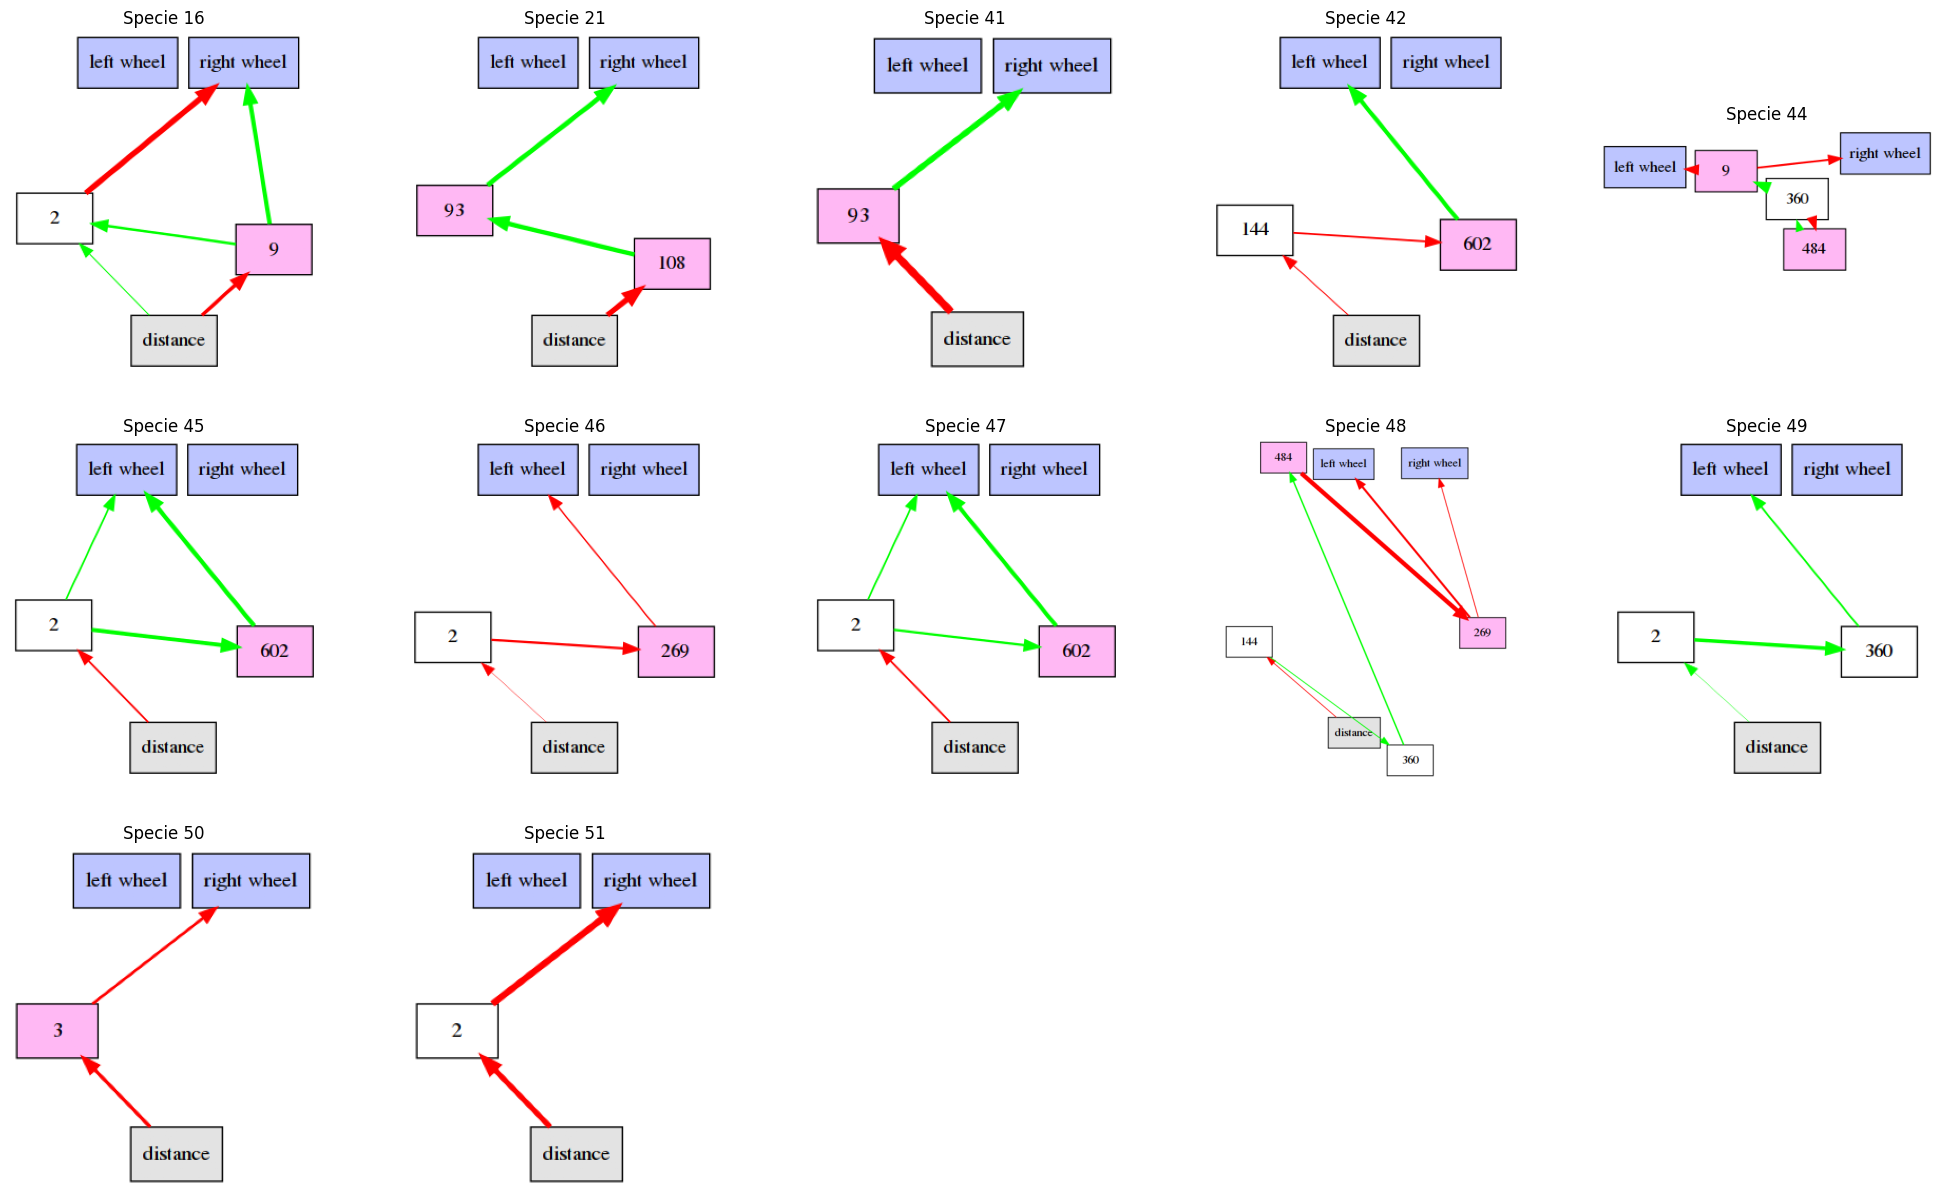 Specie 16
left wheel
right wheel
2
9
distance
Specie 21
left wheel
right wheel
93
108
distance
Specie 41
left wheel
right wheel
93
distance
Specie 42
left wheel
right wheel
144
602
distance
Specie 44
left wheel
9
right wheel
360
484
Specie 45
left wheel
right wheel
2
602
distance
Specie 46
left wheel
right wheel
2
269
distance
Specie 47
left wheel
right wheel
2
602
distance
Specie 48
484
left wheel
right wheel
269
144
distance
360
Specie 49
left wheel
right wheel
2
360
distance
Specie 50
left wheel
right wheel
3
distance
Specie 51
left wheel
right wheel
2
distance